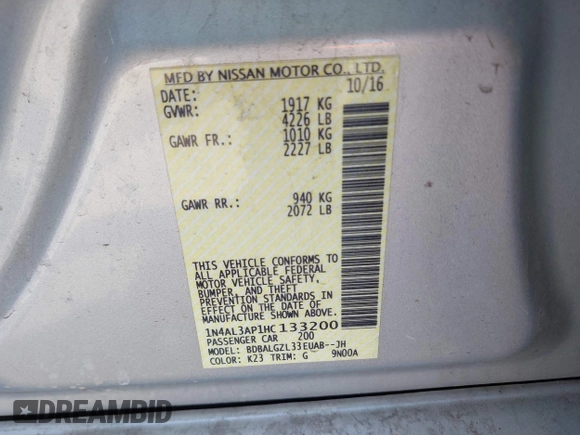 MFD BY NISSAN MOTOR CO., LTD.
DATE: 10/16
GVWR: 1917 KG
4226 LB
GAWR FR.: 1010 KG
2227 LB
GAWR RR.: 940 KG
2072 LB
THIS VEHICLE CONFORMS TO
ALL APPLICABLE FEDERAL
MOTOR VEHICLE SAFETY,
BUMPER, AND THEFT
PREVENTION STANDARDS IN
EFFECT ON THE DATE OF
MANUFACTURE SHOWN ABOVE.
1N4AL3AP1HC133200
PASSENGER CAR 200
MODEL: BDBALGZL33EUAB--JH
COLOR: K23 TRIM: G 9N00A
DREAMBID